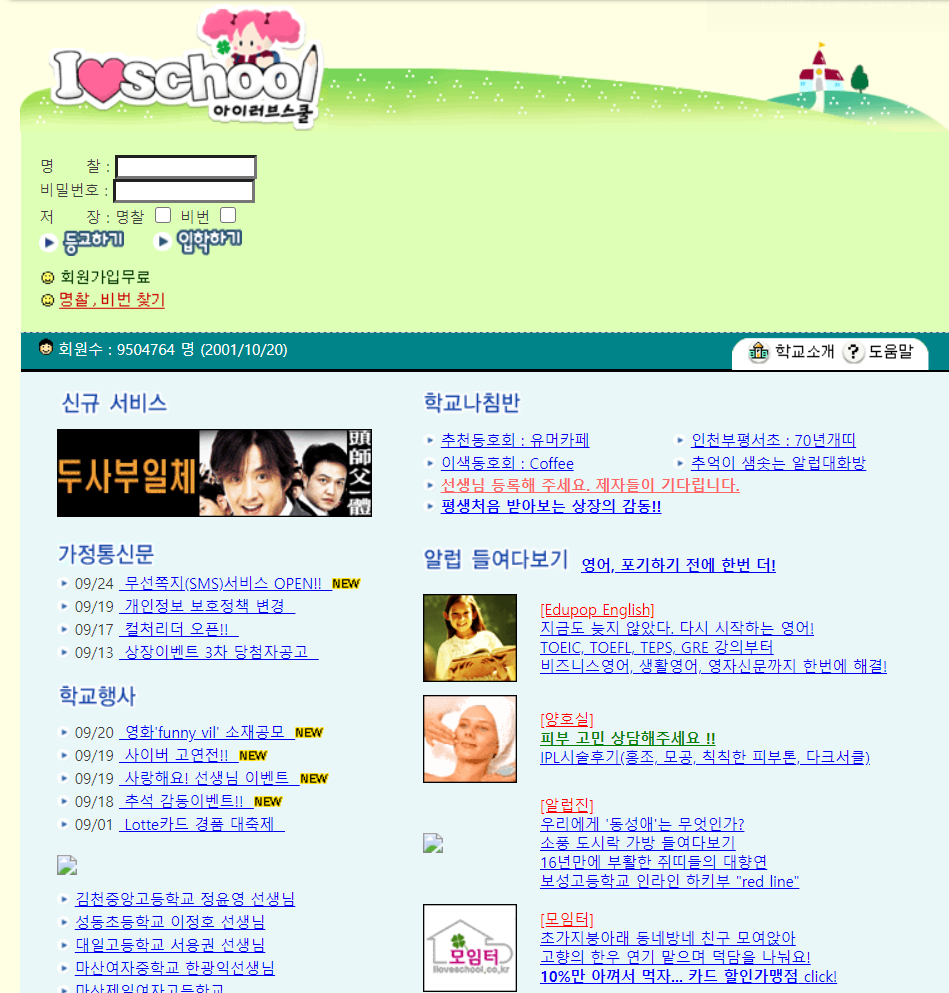 I♥school
아이러브스쿨
명 찰 :
비밀번호 :
저 장 : 명찰 비번
등교하기 입학하기
회원가입무료
명찰 , 비번 찾기
회원수 : 9504764 명 (2001/10/20)
학교소개 ? 도움말
신규 서비스
두사부일체
頭師父一體
가정통신문
09/24 무선쪽지(SMS)서비스 OPEN!! NEW
09/19 개인정보 보호정책 변경
09/17 컬처리더 오픈!!
09/13 상장이벤트 3차 당첨자공고
학교행사
09/20 영화'funny vil' 소재공모 NEW
09/19 사이버 고연전!! NEW
09/19 사랑해요! 선생님 이벤트 NEW
09/18 추석 감동이벤트!! NEW
09/01 Lotte카드 경품 대축제
김천중앙고등학교 정윤영 선생님
성동초등학교 이정호 선생님
대일고등학교 서용권 선생님
마산여자중학교 한광익선생님
마산제일여자고등학교
학교나침반
추천동호회 : 유머카페
인천부평서초 : 70년개띠
이색동호회 : Coffee
추억이 샘솟는 알럽대화방
선생님 등록해 주세요. 제자들이 기다립니다.
평생처음 받아보는 상장의 감동!!
알럽 들여다보기 영어, 포기하기 전에 한번 더!
[Edupop English]
지금도 늦지 않았다. 다시 시작하는 영어!
TOEIC, TOEFL, TEPS, GRE 강의부터
비즈니스영어, 생활영어, 영자신문까지 한번에 해결!
[양호실]
피부 고민 상담해주세요 !!
IPL시술후기(홍조, 모공, 칙칙한 피부톤, 다크서클)
[알럽진]
우리에게 '동성애'는 무엇인가?
소풍 도시락 가방 들여다보기
16년만에 부활한 쥐띠들의 대향연
보성고등학교 인라인 하키부 "red line"
모임터
iloveschool.co.kr
[모임터]
초가지붕아래 동네방네 친구 모여앉아
고향의 한우 연기 맡으며 덕담을 나눠요!
10%만 아껴서 먹자... 카드 할인가맹점 click!